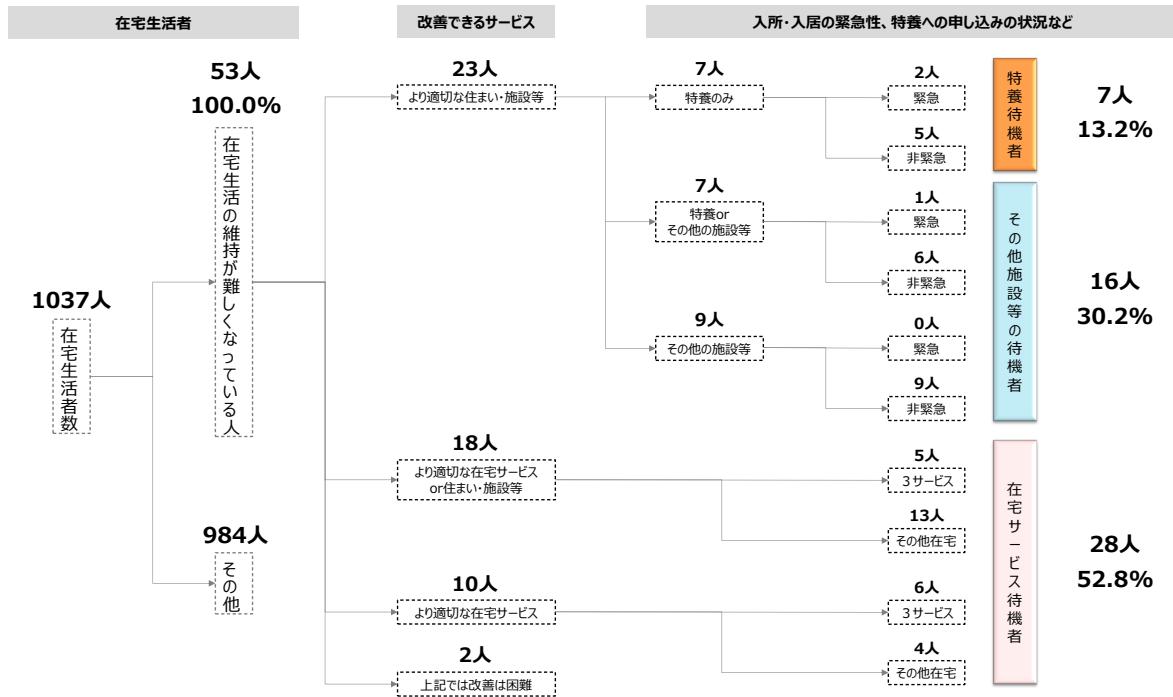 在宅生活者
改善できるサービス
入所・入居の緊急性、特養への申し込みの状況など
1037人
在宅生活者数
53人
100.0%
在宅生活の維持が難しくなっている人
984人
その他
23人
より適切な住まい・施設等
7人
特養のみ
2人
緊急
5人
非緊急
7人
特養or
その他の施設等
1人
緊急
6人
非緊急
9人
その他の施設等
0人
緊急
9人
非緊急
18人
より適切な在宅サービス
or住まい・施設等
5人
３サービス
13人
その他在宅
10人
より適切な在宅サービス
6人
３サービス
4人
その他在宅
2人
上記では改善は困難
特養待機者
7人
13.2%
その他施設等の待機者
16人
30.2%
在宅サービス待機者
28人
52.8%